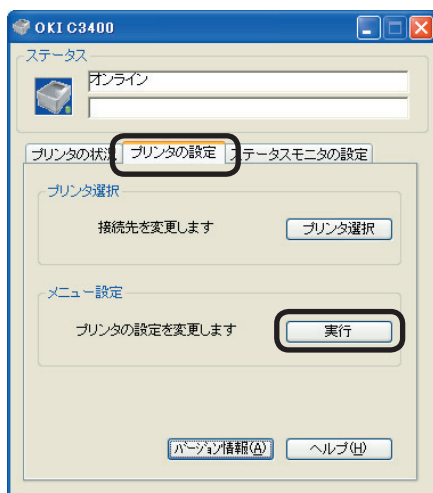 OKI C3400
ステータス
オンライン
プリンタの状況 プリンタの設定 ステータスモニタの設定
プリンタ選択
接続先を変更します プリンタ選択
メニュー設定
プリンタの設定を変更します 実行
バージョン情報(A) ヘルプ(H)